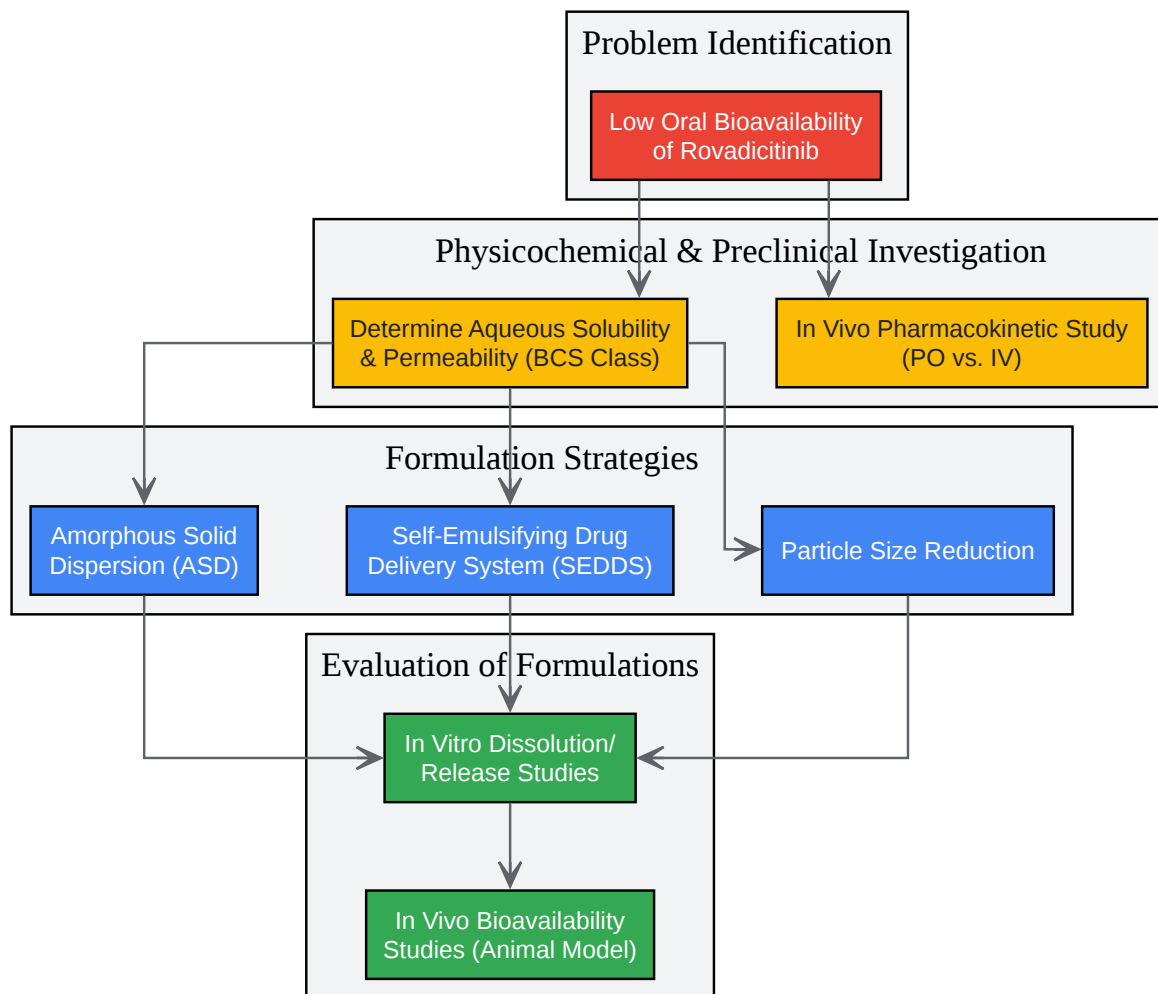 Problem Identification
Low Oral Bioavailability
of Rovadicitinib
Physicochemical & Preclinical Investigation
Determine Aqueous Solubility
& Permeability (BCS Class)
In Vivo Pharmacokinetic Study
(PO vs. IV)
Formulation Strategies
Amorphous Solid
Dispersion (ASD)
Self-Emulsifying Drug
Delivery System (SEDDS)
Particle Size Reduction
Evaluation of Formulations
In Vitro Dissolution/
Release Studies
In Vivo Bioavailability
Studies (Animal Model)